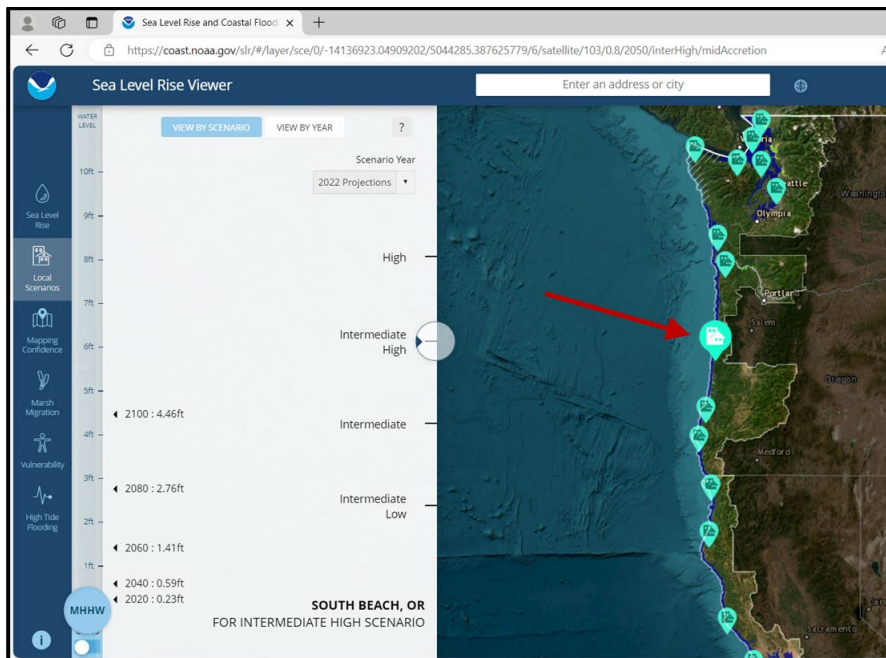 Sea Level Rise and Coastal Flood
https://coast.noaa.gov/slr/#/layer/sce/0/-14136923.04909202/5044285.387625779/6/satellite/103/0.8/2050/interHigh/midAccretion
Sea Level Rise Viewer
Enter an address or city
WATER
LEVEL
VIEW BY SCENARIO
VIEW BY YEAR
?
Scenario Year
2022 Projections
10ft
9ft
8ft
7ft
6ft
5ft
4ft
3ft
2ft
1ft
MHHW
Sea Level
Rise
Local
Scenarios
Mapping
Confidence
Marsh
Migration
Vulnerability
High Tide
Flooding
High
Intermediate
High
Intermediate
Intermediate
Low
2100 : 4.46ft
2080 : 2.76ft
2060 : 1.41ft
2040 : 0.59ft
2020 : 0.23ft
SOUTH BEACH, OR
FOR INTERMEDIATE HIGH SCENARIO
Olympia
Portland
Salem
Oregon
Medford
Sacramento